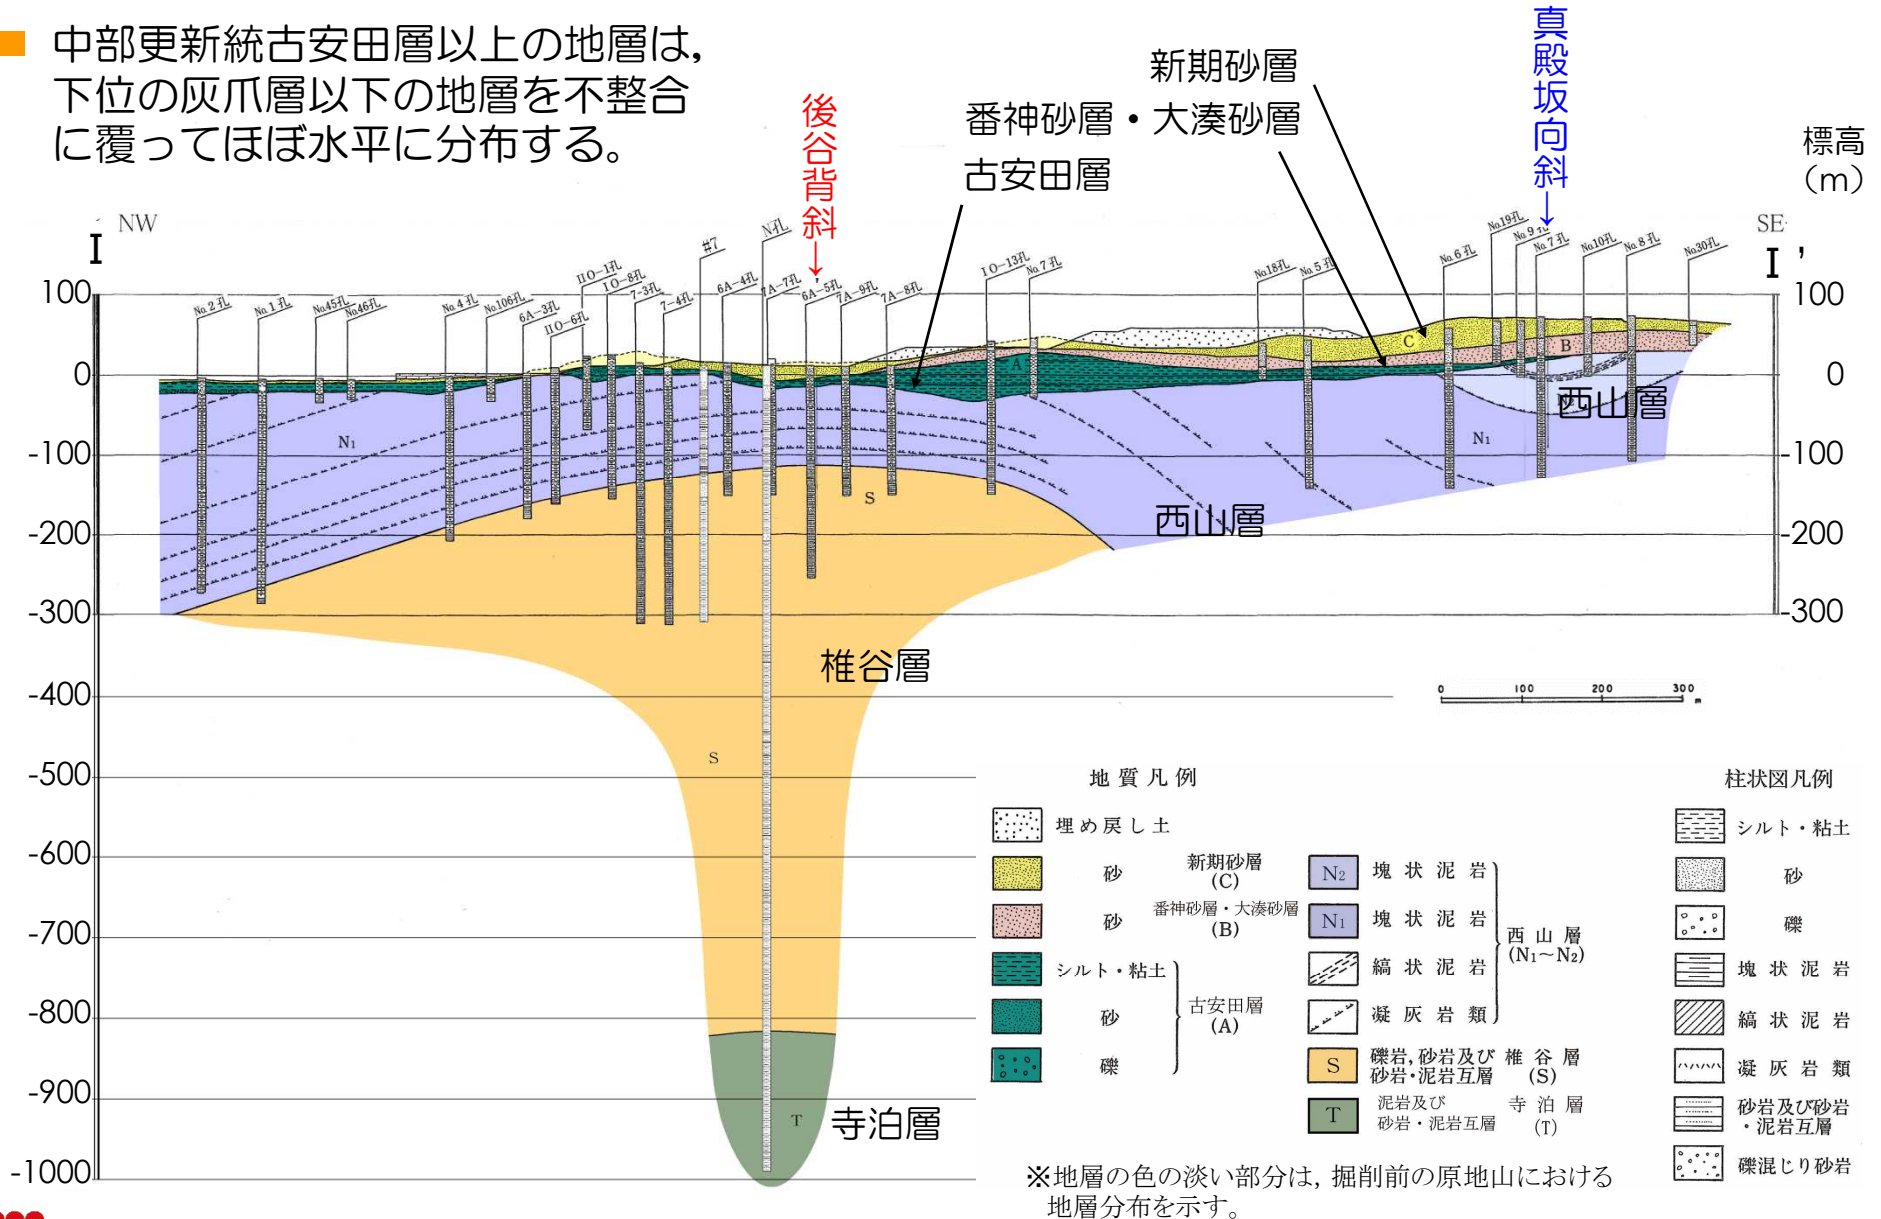 中部更新統古安田層以上の地層は，
下位の灰爪層以下の地層を不整合
に覆ってほぼ水平に分布する。
後谷背斜
↓
新期砂層
番神砂層・大湊砂層
古安田層
真殿坂向斜
↓
標高
（m）
NW
I
SE
I’
No.2孔
No.1孔
No.45孔
No.46孔
No.4孔
No.106孔
6A-3孔
IIO-6孔
IIO-1孔
IO-8孔
7-3孔
7-4孔
#7
6A-4孔
N孔
7A-7孔
6A-5孔
7A-9孔
7A-8孔
IO-13孔
No.7孔
No.18孔
No.5孔
No.6孔
No.19孔
No.9孔
No.7孔
No.10孔
No.8孔
No.30孔
100
0
-100
-200
-300
-400
-500
-600
-700
-800
-900
-1000
100
0
-100
-200
-300
A
B
C
N₁
N₁
S
S
T
西山層
西山層
椎谷層
寺泊層
0 100 200 300
m
地質凡例
埋め戻し土
砂 新期砂層
(C)
砂 番神砂層・大湊砂層
(B)
シルト・粘土
砂
礫
古安田層
(A)
N₂ 塊状泥岩
N₁ 塊状泥岩
縞状泥岩
凝灰岩類
西山層
(N₁～N₂)
S 礫岩，砂岩及び 椎谷層
砂岩・泥岩互層 (S)
T 泥岩及び 寺泊層
砂岩・泥岩互層 (T)
柱状図凡例
シルト・粘土
砂
礫
塊状泥岩
縞状泥岩
凝灰岩類
砂岩及び砂岩
・泥岩互層
礫混じり砂岩
※地層の色の淡い部分は，掘削前の原地山における
地層分布を示す。